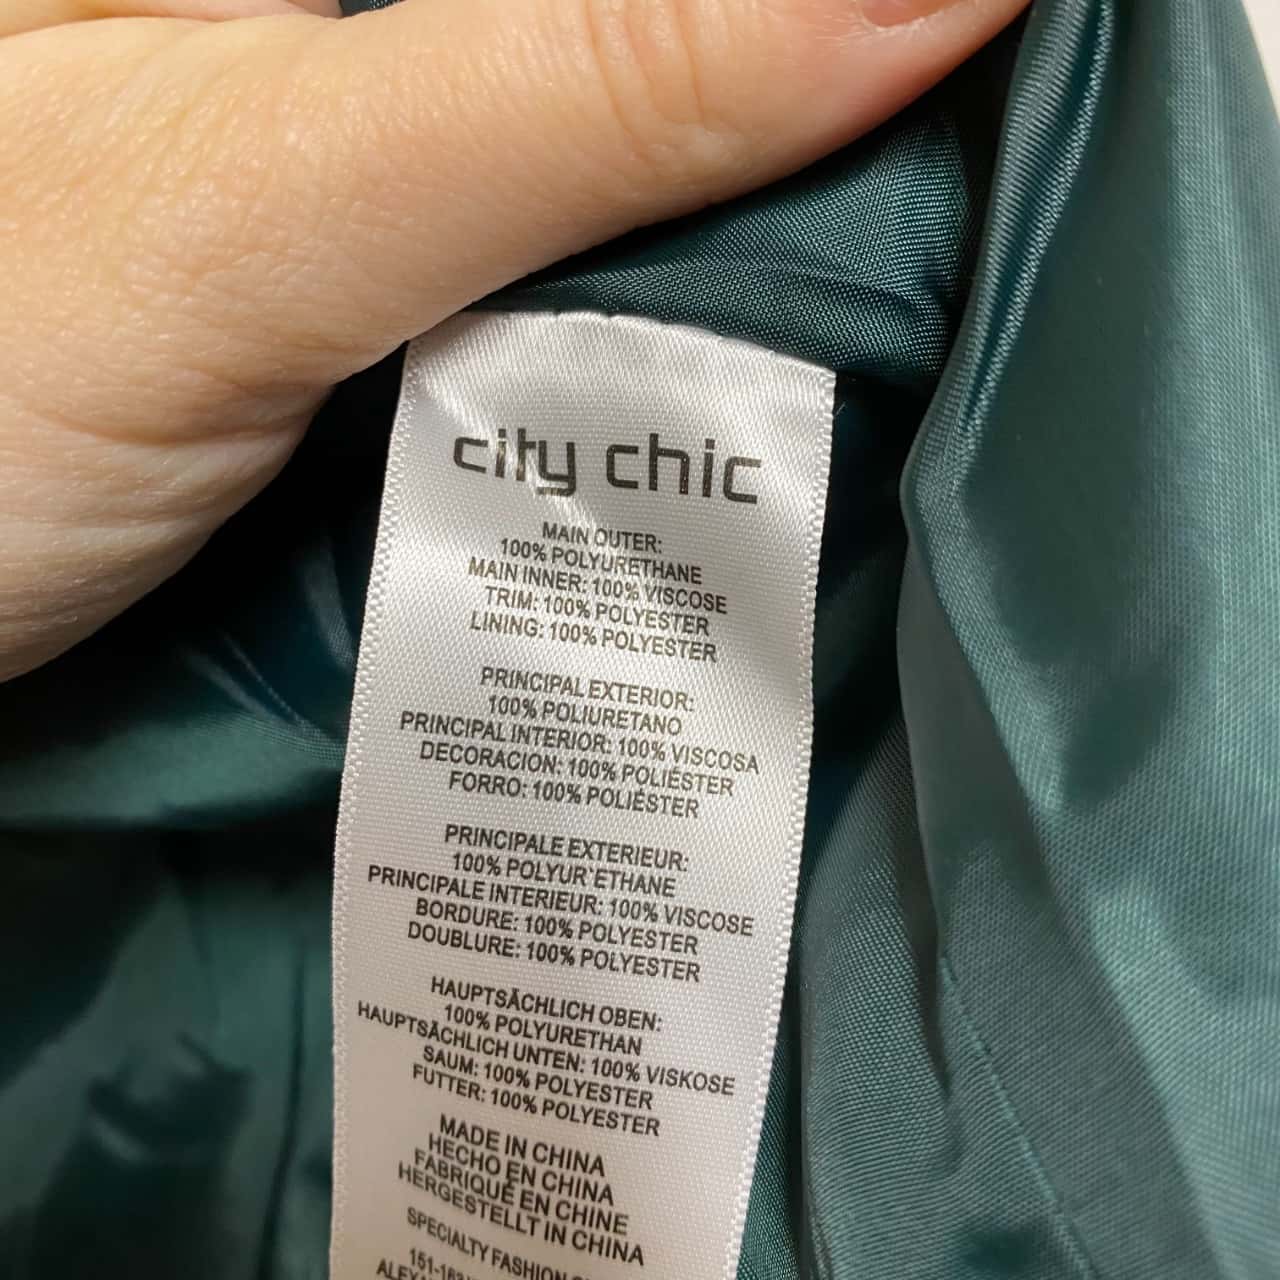 city chic
MAIN OUTER:
100% POLYURETHANE
MAIN INNER: 100% VISCOSE
TRIM: 100% POLYESTER
LINING: 100% POLYESTER
PRINCIPAL EXTERIOR:
100% POLIURETANO
PRINCIPAL INTERIOR: 100% VISCOSA
DECORACION: 100% POLIÉSTER
FORRO: 100% POLIÉSTER
PRINCIPALE EXTERIEUR:
100% POLYUR`ETHANE
PRINCIPALE INTERIEUR: 100% VISCOSE
BORDURE: 100% POLYESTER
DOUBLURE: 100% POLYESTER
HAUPTSÄCHLICH OBEN:
100% POLYURETHAN
HAUPTSÄCHLICH UNTEN: 100% VISKOSE
SAUM: 100% POLYESTER
FUTTER: 100% POLYESTER
MADE IN CHINA
HECHO EN CHINA
FABRIQUÉ EN CHINE
HERGESTELLT IN CHINA
SPECIALTY FASHION